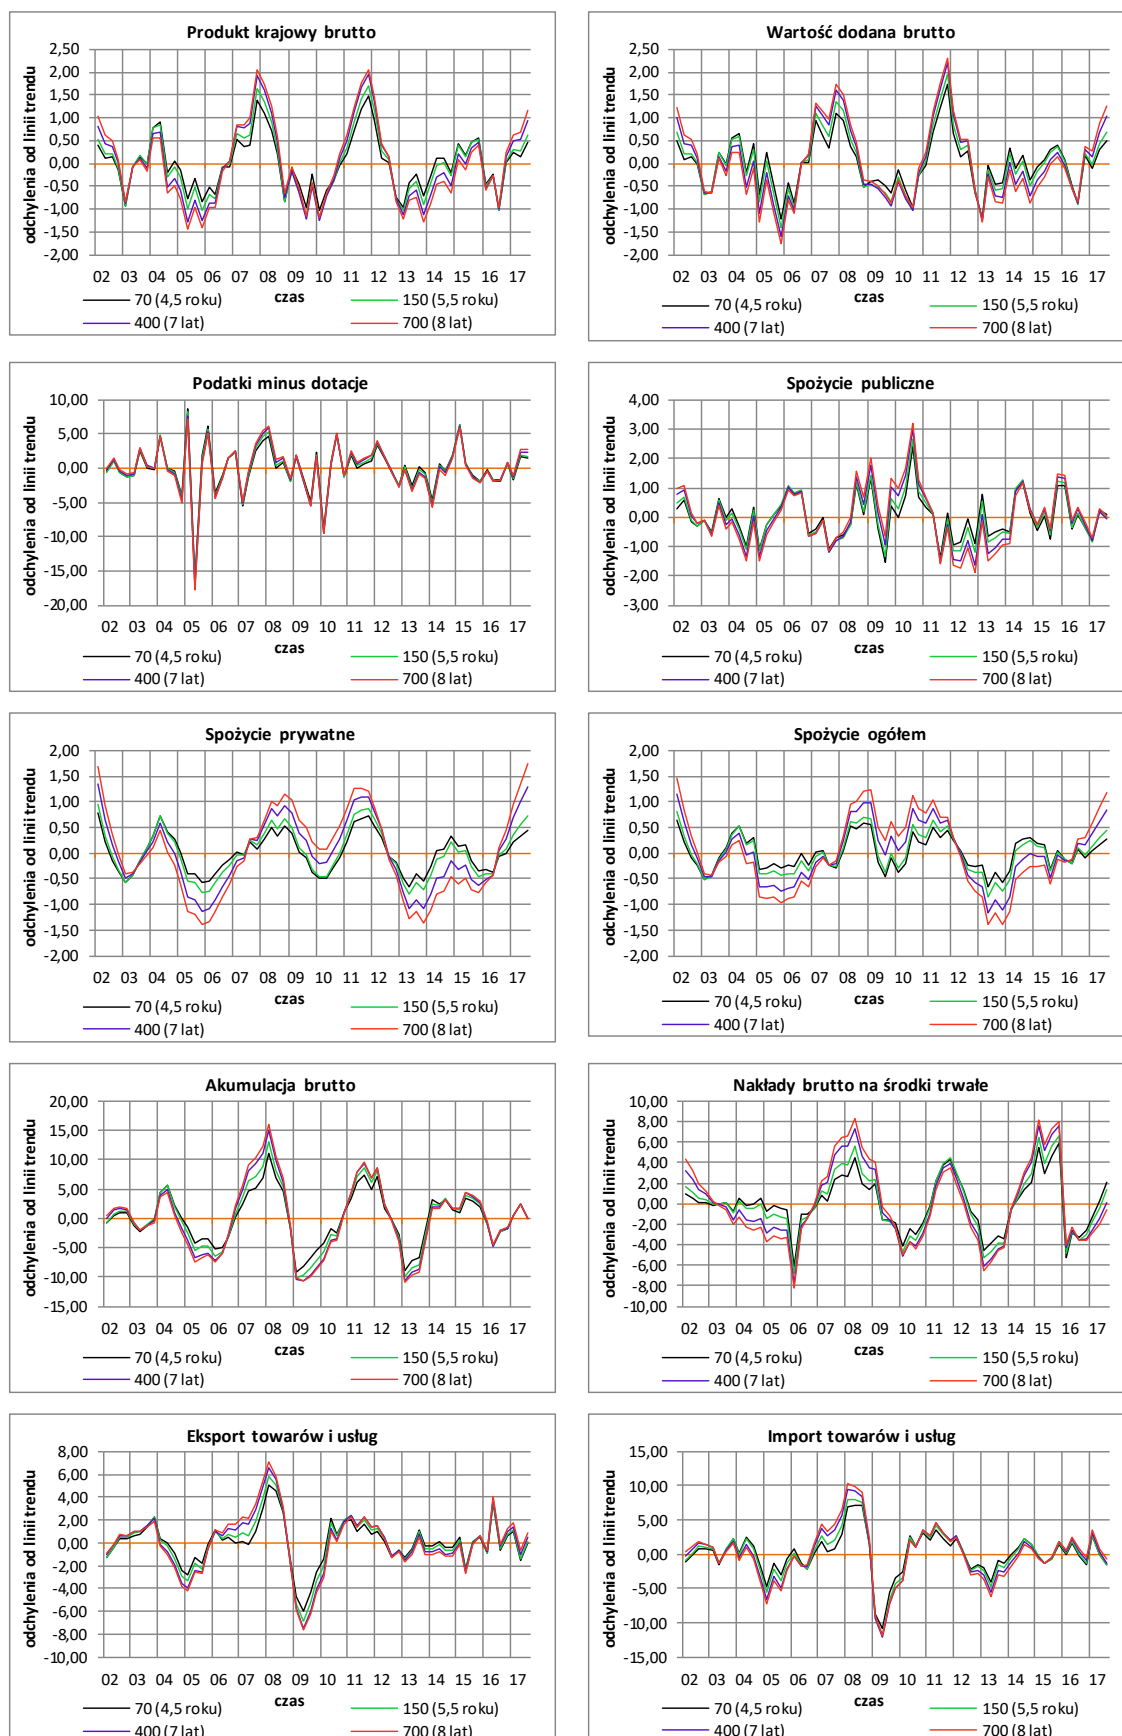 Produkt krajowy brutto
odchylenia od linii trendu
2,50
2,00
1,50
1,00
0,50
0,00
-0,50
-1,00
-1,50
-2,00
02 03 04 05 06 07 08 09 10 11 12 13 14 15 16 17
czas
70 (4,5 roku) 150 (5,5 roku)
400 (7 lat) 700 (8 lat)
Wartość dodana brutto
odchylenia od linii trendu
2,50
2,00
1,50
1,00
0,50
0,00
-0,50
-1,00
-1,50
-2,00
02 03 04 05 06 07 08 09 10 11 12 13 14 15 16 17
czas
70 (4,5 roku) 150 (5,5 roku)
400 (7 lat) 700 (8 lat)
Podatki minus dotacje
odchylenia od linii trendu
10,00
5,00
0,00
-5,00
-10,00
-15,00
-20,00
02 03 04 05 06 07 08 09 10 11 12 13 14 15 16 17
czas
70 (4,5 roku) 150 (5,5 roku)
400 (7 lat) 700 (8 lat)
Spożycie publiczne
odchylenia od linii trendu
4,00
3,00
2,00
1,00
0,00
-1,00
-2,00
-3,00
02 03 04 05 06 07 08 09 10 11 12 13 14 15 16 17
czas
70 (4,5 roku) 150 (5,5 roku)
400 (7 lat) 700 (8 lat)
Spożycie prywatne
odchylenia od linii trendu
2,00
1,50
1,00
0,50
0,00
-0,50
-1,00
-1,50
-2,00
02 03 04 05 06 07 08 09 10 11 12 13 14 15 16 17
czas
70 (4,5 roku) 150 (5,5 roku)
400 (7 lat) 700 (8 lat)
Spożycie ogółem
odchylenia od linii trendu
2,00
1,50
1,00
0,50
0,00
-0,50
-1,00
-1,50
-2,00
02 03 04 05 06 07 08 09 10 11 12 13 14 15 16 17
czas
70 (4,5 roku) 150 (5,5 roku)
400 (7 lat) 700 (8 lat)
Akumulacja brutto
odchylenia od linii trendu
20,00
15,00
10,00
5,00
0,00
-5,00
-10,00
-15,00
02 03 04 05 06 07 08 09 10 11 12 13 14 15 16 17
czas
70 (4,5 roku) 150 (5,5 roku)
400 (7 lat) 700 (8 lat)
Nakłady brutto na środki trwałe
odchylenia od linii trendu
10,00
8,00
6,00
4,00
2,00
0,00
-2,00
-4,00
-6,00
-8,00
-10,00
02 03 04 05 06 07 08 09 10 11 12 13 14 15 16 17
czas
70 (4,5 roku) 150 (5,5 roku)
400 (7 lat) 700 (8 lat)
Eksport towarów i usług
odchylenia od linii trendu
8,00
6,00
4,00
2,00
0,00
-2,00
-4,00
-6,00
-8,00
-10,00
02 03 04 05 06 07 08 09 10 11 12 13 14 15 16 17
czas
70 (4,5 roku) 150 (5,5 roku)
400 (7 lat) 700 (8 lat)
Import towarów i usług
odchylenia od linii trendu
15,00
10,00
5,00
0,00
-5,00
-10,00
-15,00
02 03 04 05 06 07 08 09 10 11 12 13 14 15 16 17
czas
70 (4,5 roku) 150 (5,5 roku)
400 (7 lat) 700 (8 lat)